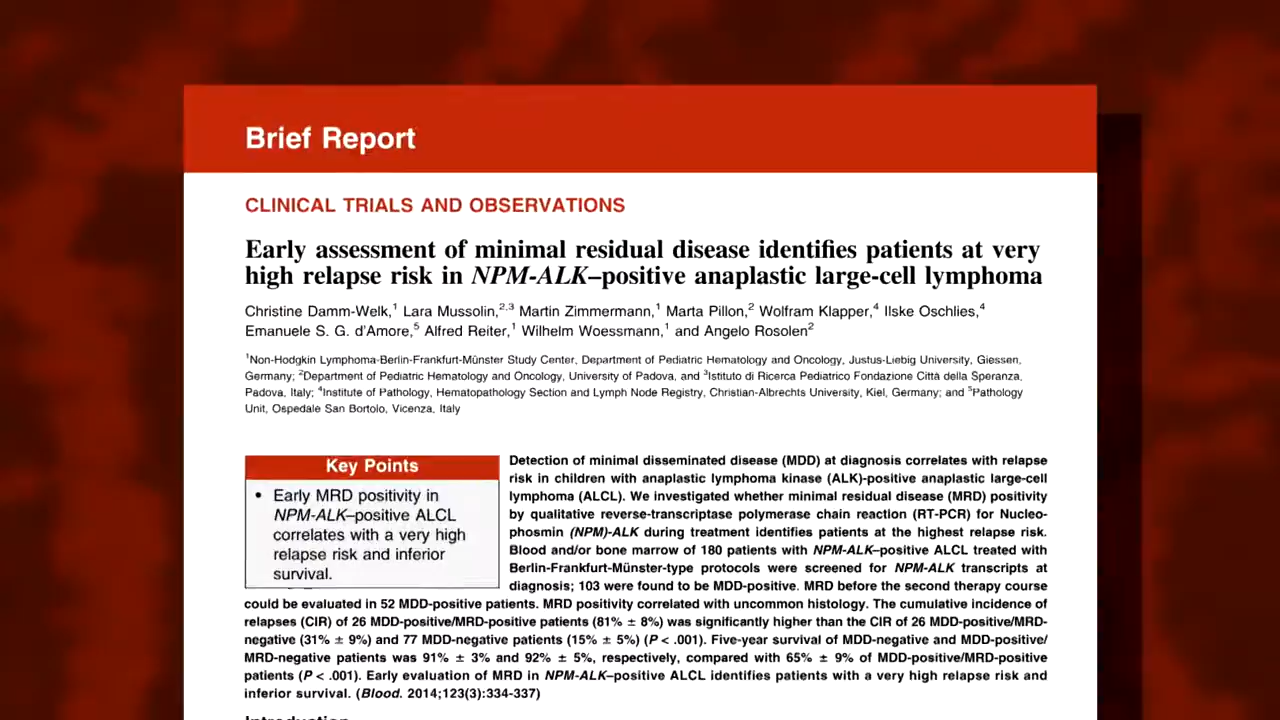 Brief Report
CLINICAL TRIALS AND OBSERVATIONS
Early assessment of minimal residual disease identifies patients at very
high relapse risk in NPM-ALK–positive anaplastic large-cell lymphoma
Christine Damm-Welk,1 Lara Mussolin,2,3 Martin Zimmermann,1 Marta Pillon,2 Wolfram Klapper,4 Ilske Oschlies,4
Emanuele S. G. d'Amore,5 Alfred Reiter,1 Wilhelm Woessmann,1 and Angelo Rosolen2
1Non-Hodgkin Lymphoma-Berlin-Frankfurt-Münster Study Center, Department of Pediatric Hematology and Oncology, Justus-Liebig University, Giessen,
Germany; 2Department of Pediatric Hematology and Oncology, University of Padova, and 3Istituto di Ricerca Pediatrico Fondazione Città della Speranza,
Padova, Italy; 4Institute of Pathology, Hematopathology Section and Lymph Node Registry, Christian-Albrechts University, Kiel, Germany; and 5Pathology
Unit, Ospedale San Bortolo, Vicenza, Italy
Key Points
• Early MRD positivity in
NPM-ALK–positive ALCL
correlates with a very high
relapse risk and inferior
survival.
Detection of minimal disseminated disease (MDD) at diagnosis correlates with relapse
risk in children with anaplastic lymphoma kinase (ALK)-positive anaplastic large-cell
lymphoma (ALCL). We investigated whether minimal residual disease (MRD) positivity
by qualitative reverse-transcriptase polymerase chain reaction (RT-PCR) for Nucleo-
phosmin (NPM)-ALK during treatment identifies patients at the highest relapse risk.
Blood and/or bone marrow of 180 patients with NPM-ALK–positive ALCL treated with
Berlin-Frankfurt-Münster-type protocols were screened for NPM-ALK transcripts at
diagnosis; 103 were found to be MDD-positive. MRD before the second therapy course
could be evaluated in 52 MDD-positive patients. MRD positivity correlated with uncommon histology. The cumulative incidence of
relapses (CIR) of 26 MDD-positive/MRD-positive patients (81% ± 8%) was significantly higher than the CIR of 26 MDD-positive/MRD-
negative (31% ± 9%) and 77 MDD-negative patients (15% ± 5%) (P < .001). Five-year survival of MDD-negative and MDD-positive/
MRD-negative patients was 91% ± 3% and 92% ± 5%, respectively, compared with 65% ± 9% of MDD-positive/MRD-positive
patients (P < .001). Early evaluation of MRD in NPM-ALK–positive ALCL identifies patients with a very high relapse risk and
inferior survival. (Blood. 2014;123(3):334-337)
Introduction